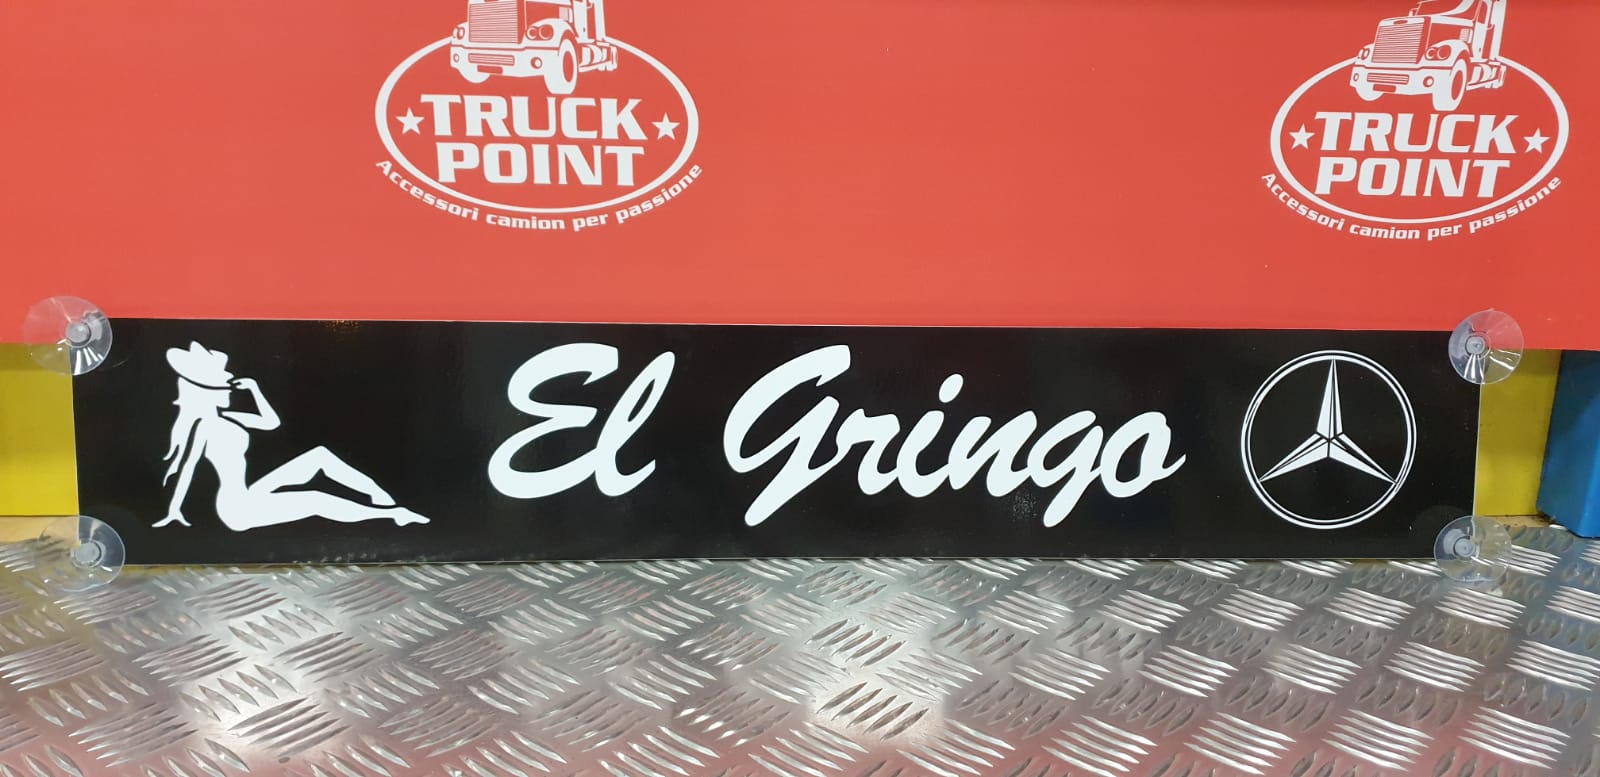 TRUCK
POINT
Accessori camion per passione
TRUCK
POINT
Accessori camion per passione
El Gringo